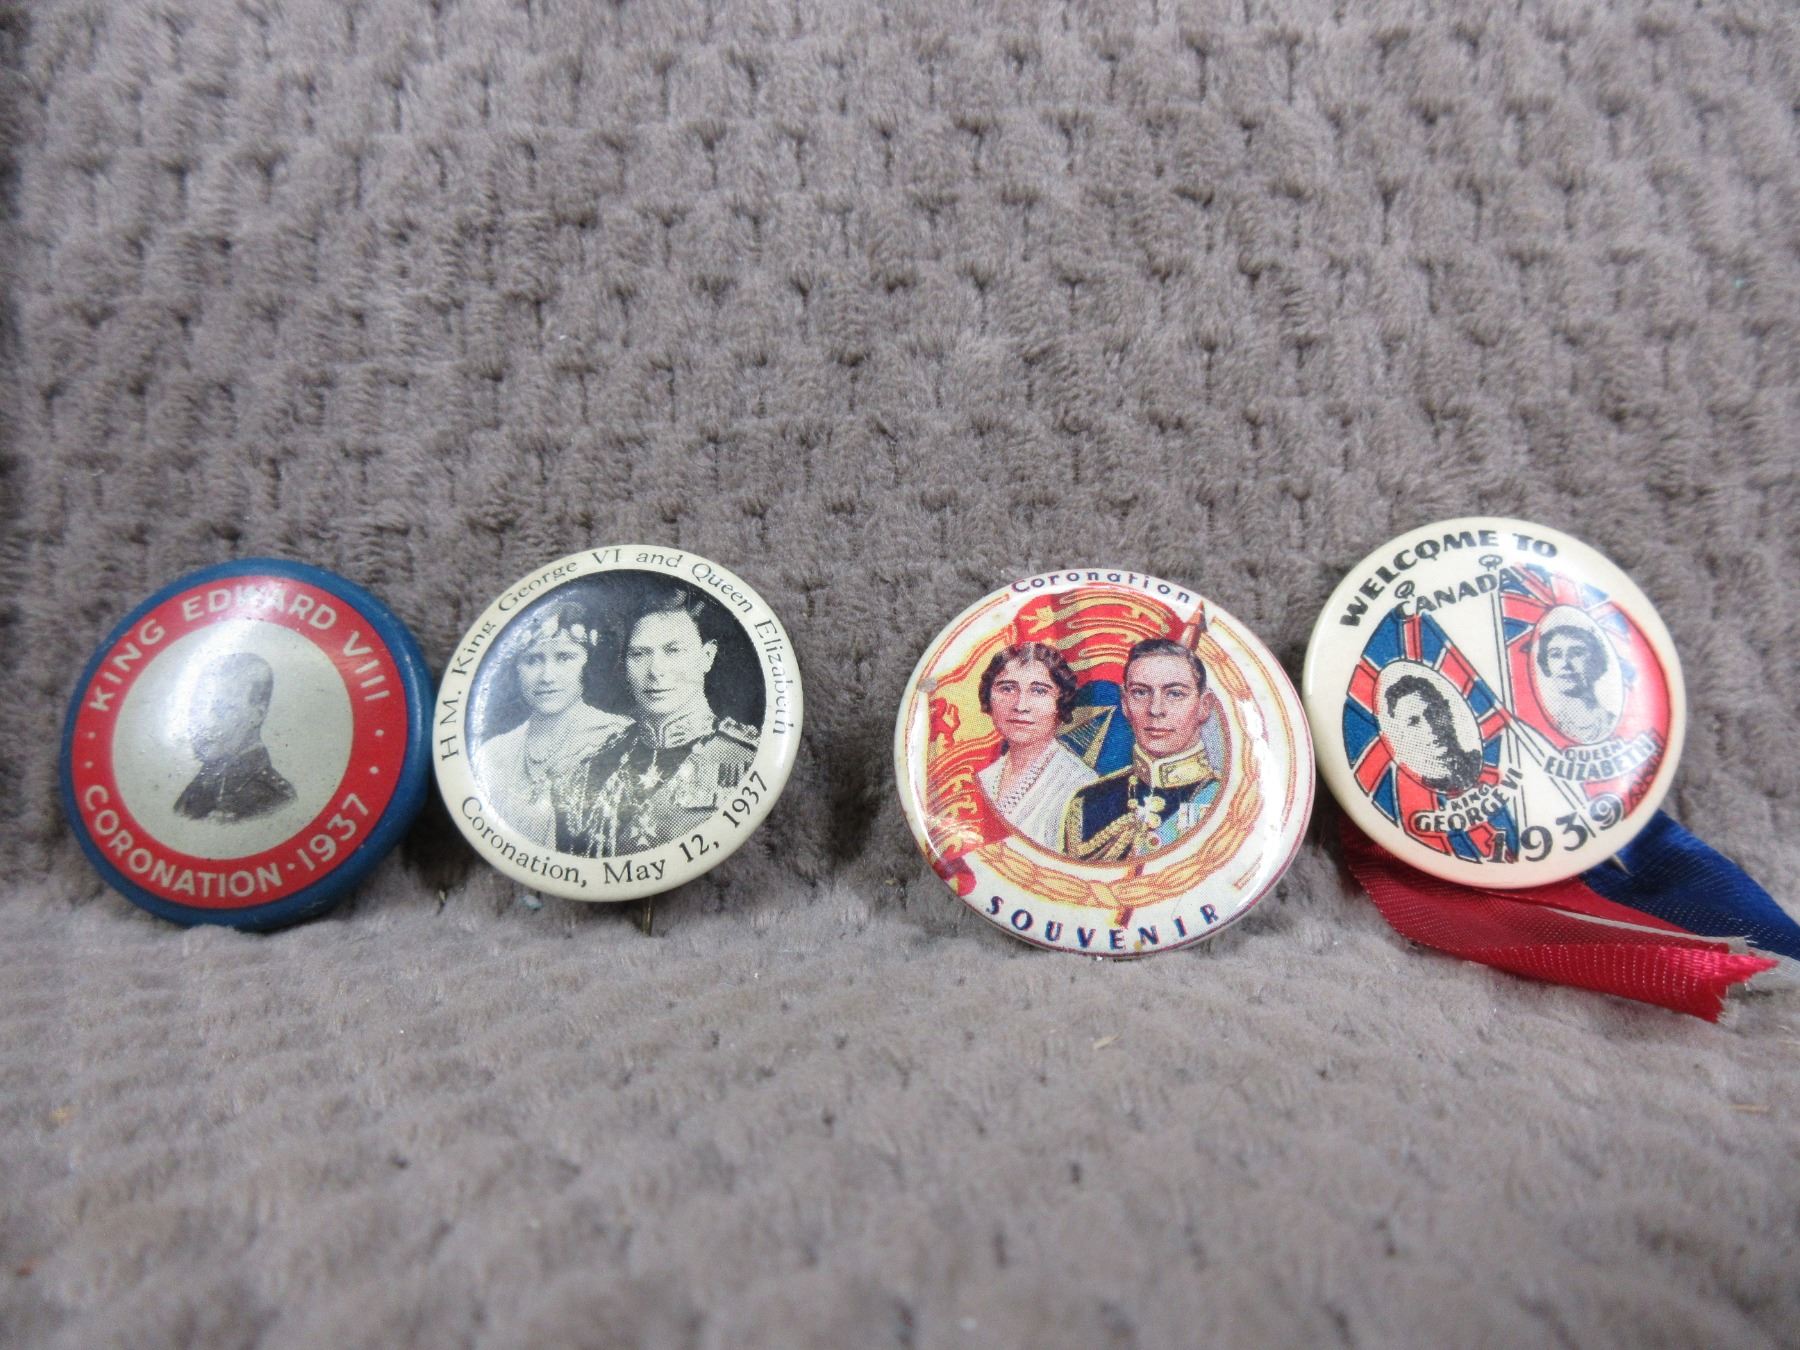 KING EDWARD VIII
· CORONATION · 1937 ·
H.M. King George VI and Queen Elizabeth
Coronation, May 12, 1937
Coronation
SOUVENIR
WELCOME TO
CANADA
KING
GEORGE VI
QUEEN
ELIZABETH
1939